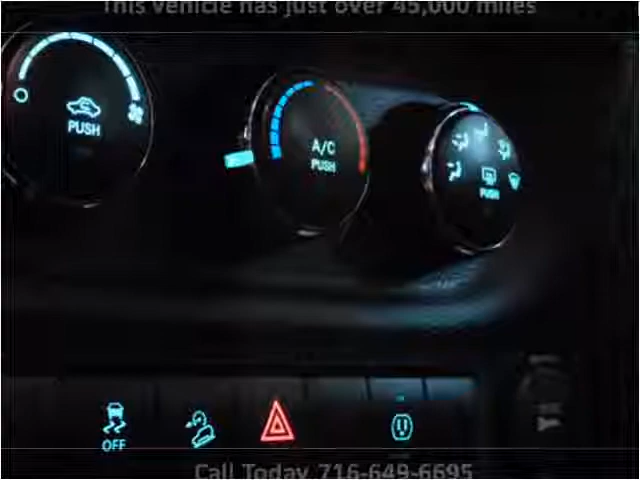 This vehicle has just over 45,000 miles
PUSH
A/C
PUSH
PUSH
OFF
Call Today 716-649-6695